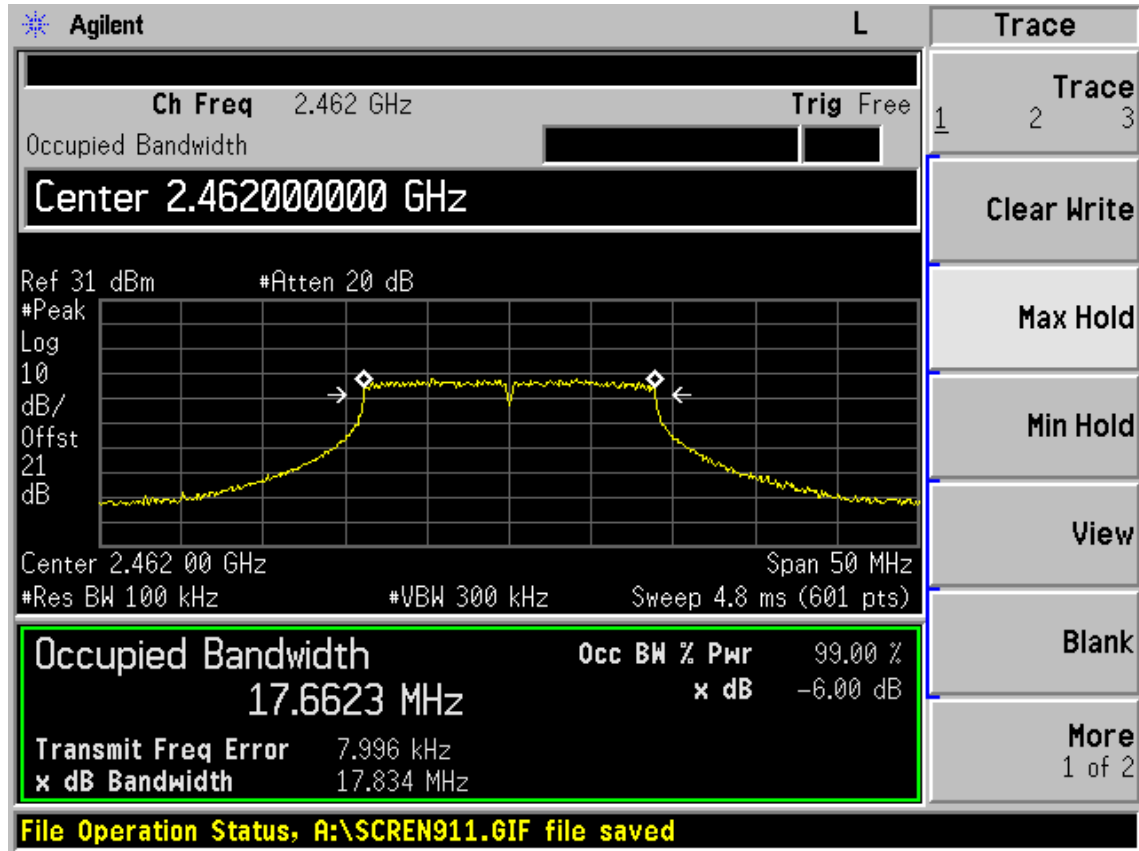 Agilent L
Ch Freq 2.462 GHz Trig Free
Occupied Bandwidth
Center 2.462000000 GHz
Ref 31 dBm #Atten 20 dB
#Peak
Log
10
dB/
Offst
21
dB
Center 2.462 00 GHz Span 50 MHz
#Res BW 100 kHz #VBW 300 kHz Sweep 4.8 ms (601 pts)
Occupied Bandwidth Occ BW % Pwr 99.00 %
17.6623 MHz x dB -6.00 dB
Transmit Freq Error 7.996 kHz
x dB Bandwidth 17.834 MHz
File Operation Status, A:\SCREN911.GIF file saved
Trace
Trace
1 2 3
Clear Write
Max Hold
Min Hold
View
Blank
More
1 of 2